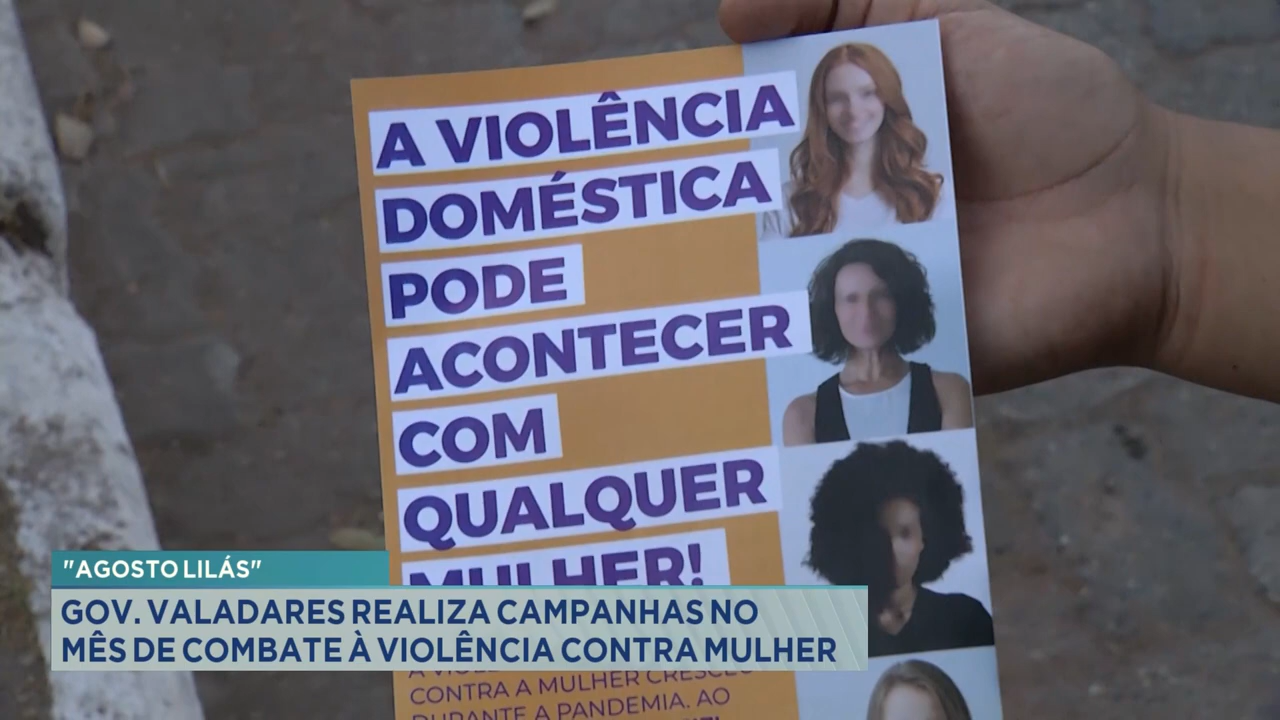 A VIOLÊNCIA
DOMÉSTICA
PODE
ACONTECER
COM
QUALQUER
MULHER!
"AGOSTO LILÁS"
GOV. VALADARES REALIZA CAMPANHAS NO
MÊS DE COMBATE À VIOLÊNCIA CONTRA MULHER
CONTRA A MULHER CRESCEU
DURANTE A PANDEMIA. AO